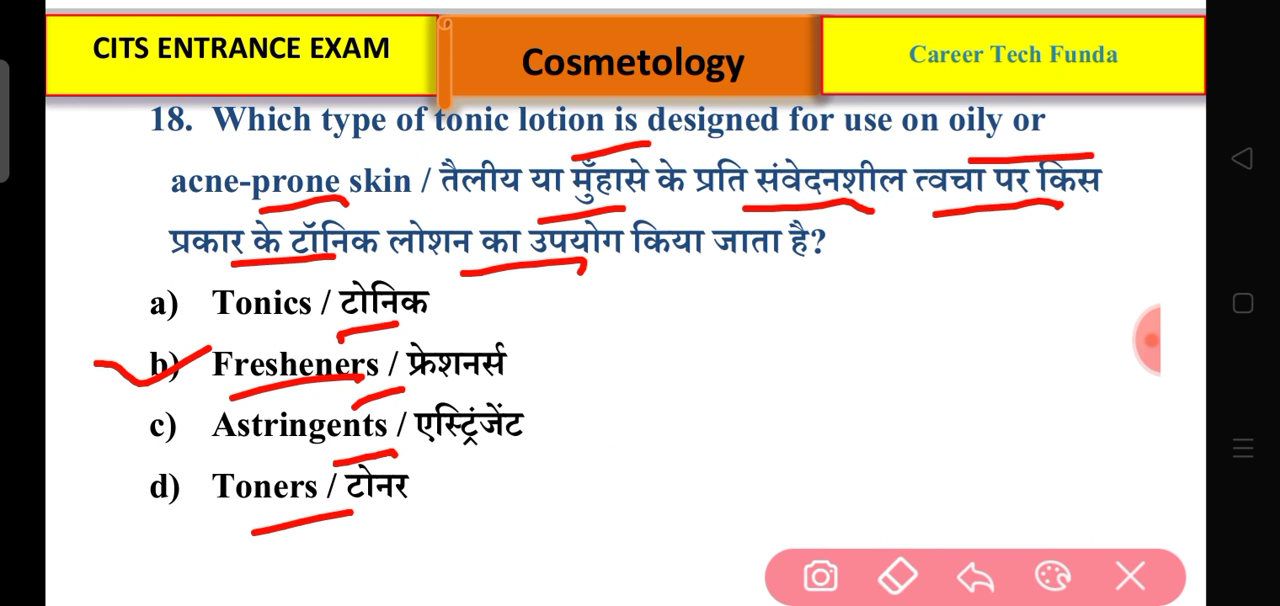 CITS ENTRANCE EXAM
Cosmetology
Career Tech Funda
18. Which type of tonic lotion is designed for use on oily or
acne-prone skin / तैलीय या मुँहासे के प्रति संवेदनशील त्वचा पर किस
प्रकार के टॉनिक लोशन का उपयोग किया जाता है?
a) Tonics / टोनिक
b) Fresheners / फ्रेशनर्स
c) Astringents / एस्ट्रिंजेंट
d) Toners / टोनर